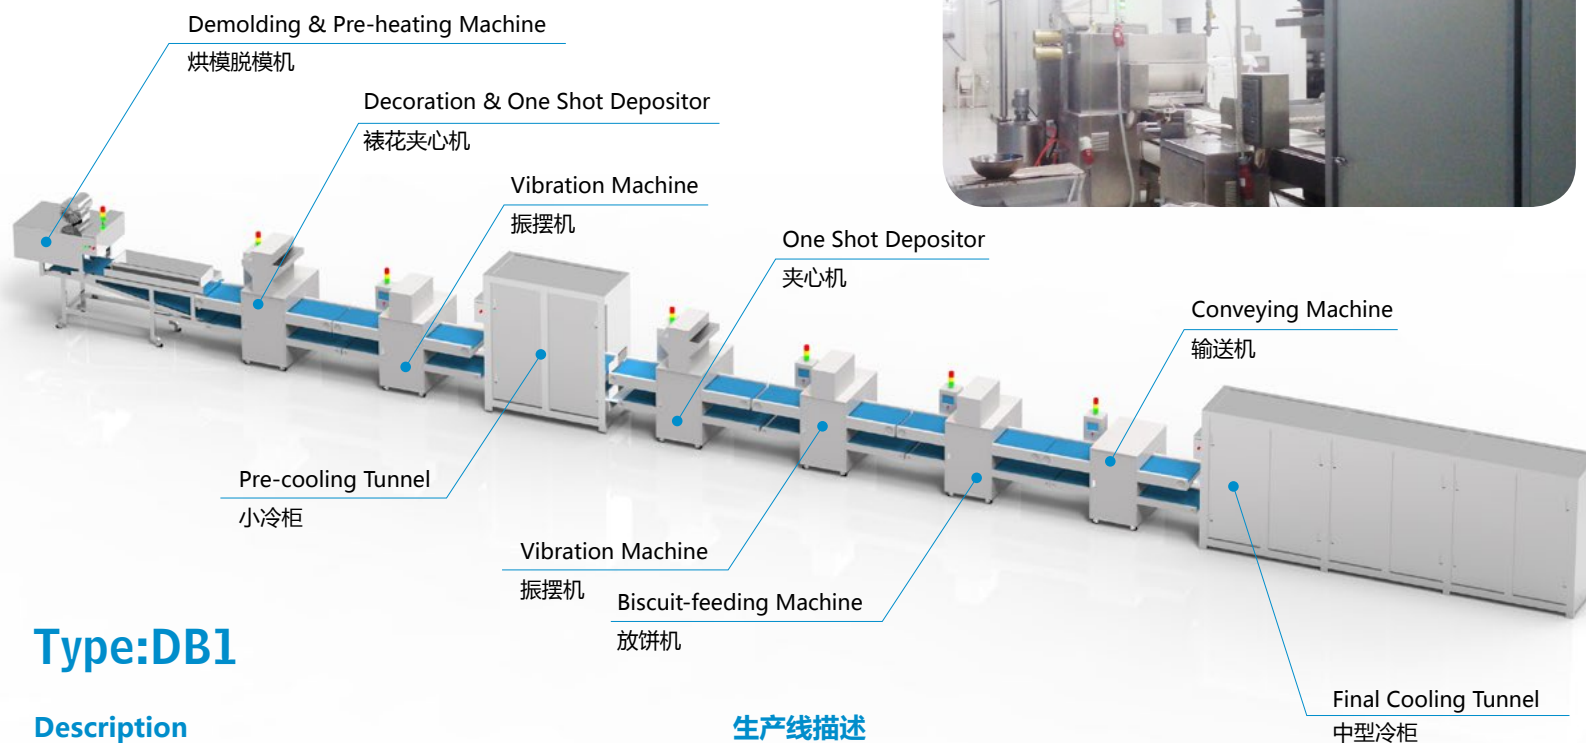 Demolding & Pre-heating Machine
烘模脱模机
Decoration & One Shot Depositor
裱花夹心机
Vibration Machine
振摆机
One Shot Depositor
夹心机
Conveying Machine
输送机
Pre-cooling Tunnel
小冷柜
Vibration Machine
振摆机
Biscuit-feeding Machine
放饼机
Type:DB1
Final Cooling Tunnel
中型冷柜
Description
生产线描述